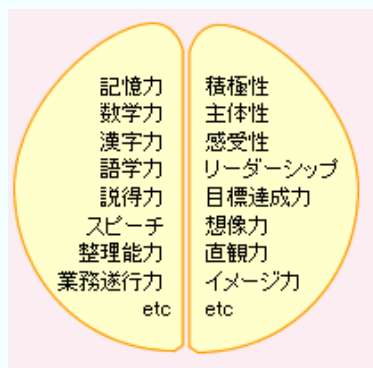 記憶力
数学力
漢字力
語学力
説得力
スピーチ
整理能力
業務遂行力
etc
積極性
主体性
感受性
リーダーシップ
目標達成力
想像力
直観力
イメージ力
etc